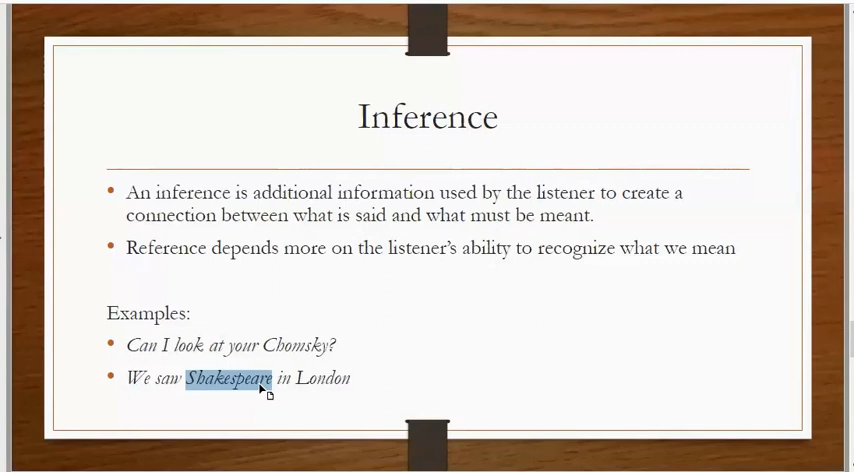 Inference
• An inference is additional information used by the listener to create a
connection between what is said and what must be meant.
• Reference depends more on the listener's ability to recognize what we mean
Examples:
• Can I look at your Chomsky?
• We saw Shakespeare in London